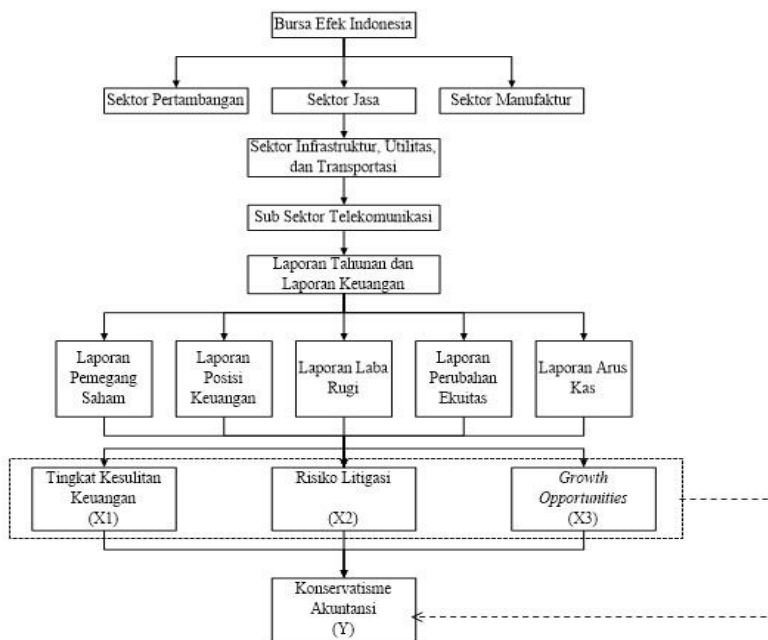 Bursa Efek Indonesia
Sektor Pertambangan
Sektor Jasa
Sektor Manufaktur
Sektor Infrastruktur, Utilitas,
dan Transportasi
Sub Sektor Telekomunikasi
Laporan Tahunan dan
Laporan Keuangan
Laporan
Pemegang
Saham
Laporan
Posisi
Keuangan
Laporan Laba
Rugi
Laporan
Perubahan
Ekuitas
Laporan Arus
Kas
Tingkat Kesulitan
Keuangan
(X1)
Risiko Litigasi
(X2)
Growth
Opportunities
(X3)
Konservatisme
Akuntansi
(Y)